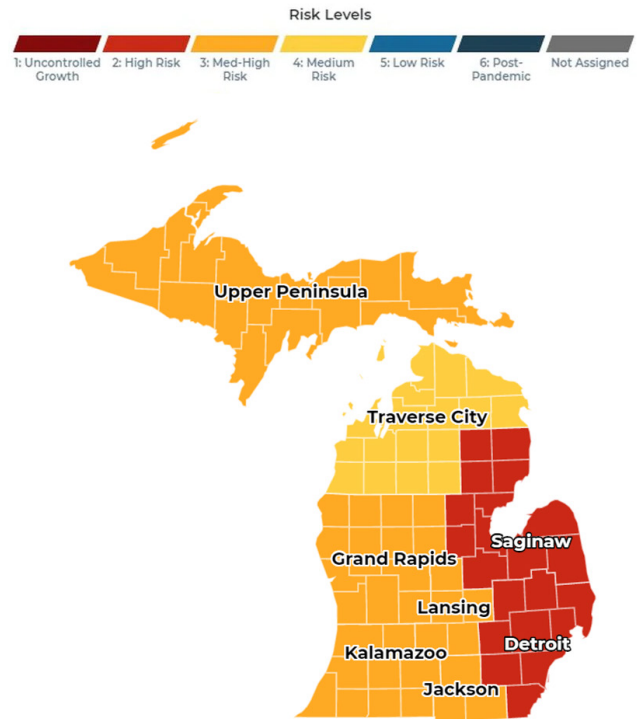 Risk Levels
1: Uncontrolled
Growth
2: High Risk
3: Med-High
Risk
4: Medium
Risk
5: Low Risk
6: Post-
Pandemic
Not Assigned
Upper Peninsula
Traverse City
Saginaw
Grand Rapids
Lansing
Detroit
Kalamazoo
Jackson